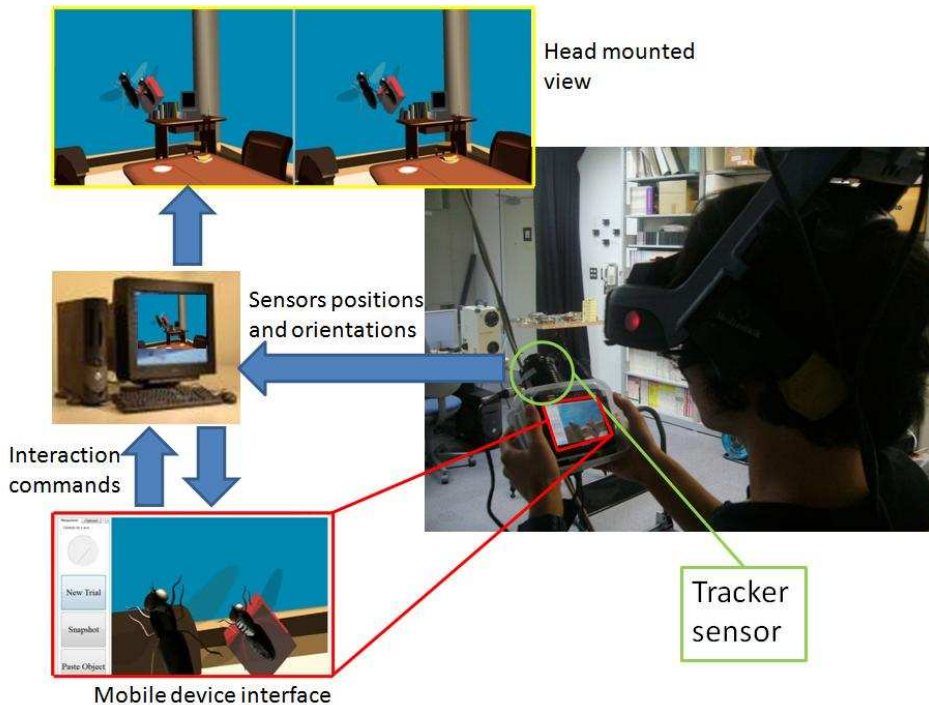 Head mounted
view
Sensors positions
and orientations
Interaction
commands
New Trial
Snapshot
Paste Object
Tracker
sensor
Mobile device interface